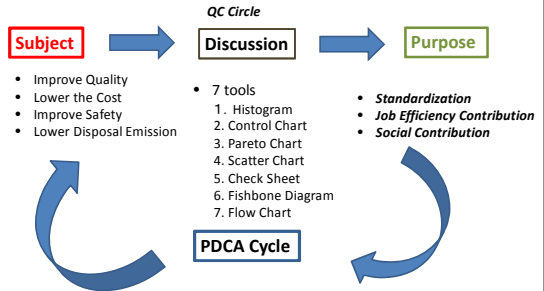 QC Circle
Subject
Discussion
Purpose
• Improve Quality
• Lower the Cost
• Improve Safety
• Lower Disposal Emission
• 7 tools
1. Histogram
2. Control Chart
3. Pareto Chart
4. Scatter Chart
5. Check Sheet
6. Fishbone Diagram
7. Flow Chart
• Standardization
• Job Efficiency Contribution
• Social Contribution
PDCA Cycle